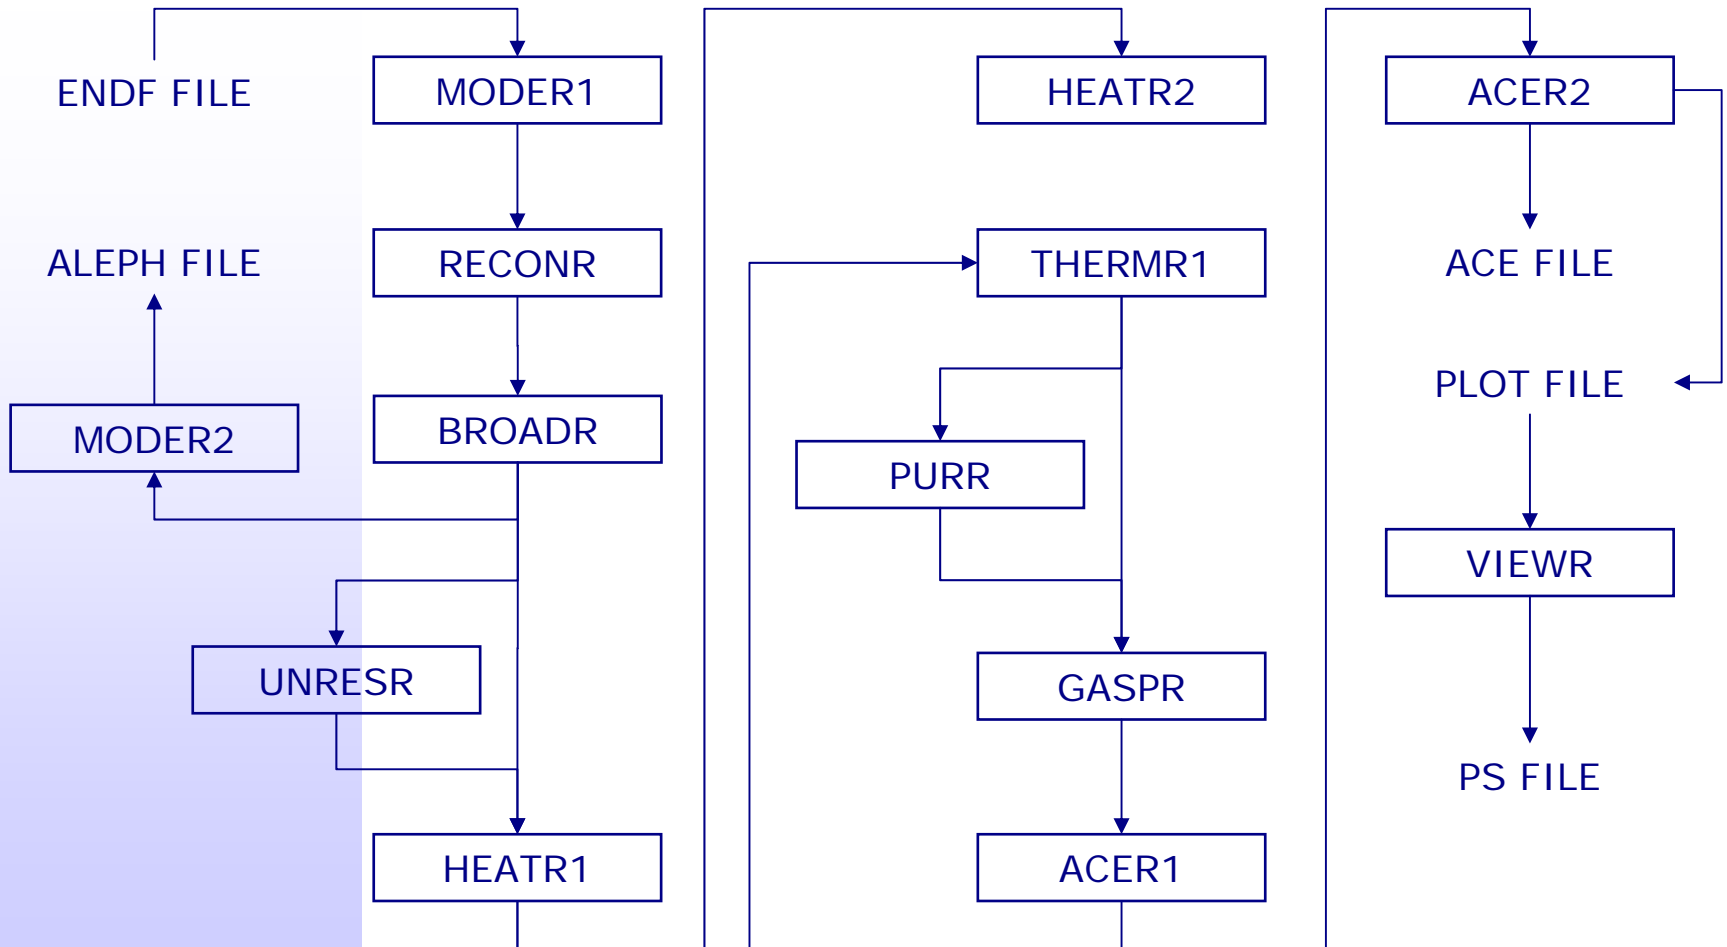 ENDF FILE
MODER1
HEATR2
ACER2
ALEPH FILE
RECONR
THERMR1
ACE FILE
MODER2
BROADR
PURR
PLOT FILE
UNRESR
GASPR
VIEWR
HEATR1
ACER1
PS FILE